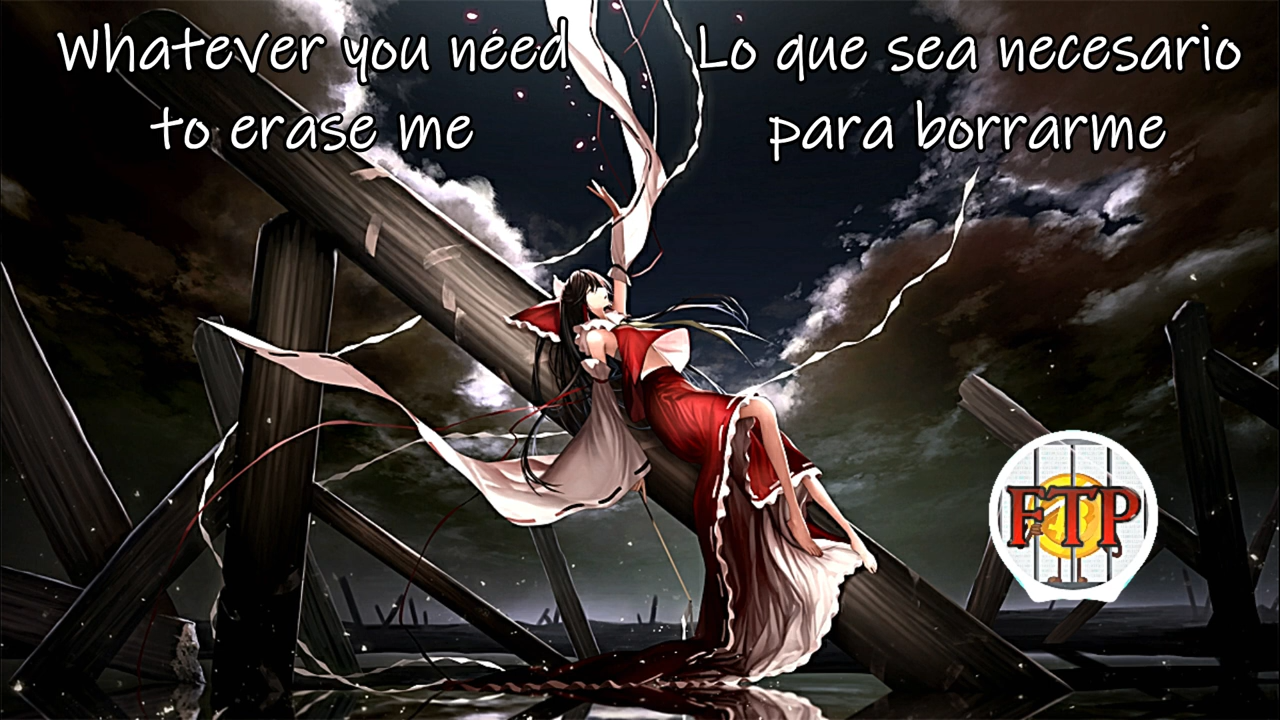 Whatever you need
to erase me
Lo que sea necesario
para borrarme
FTP